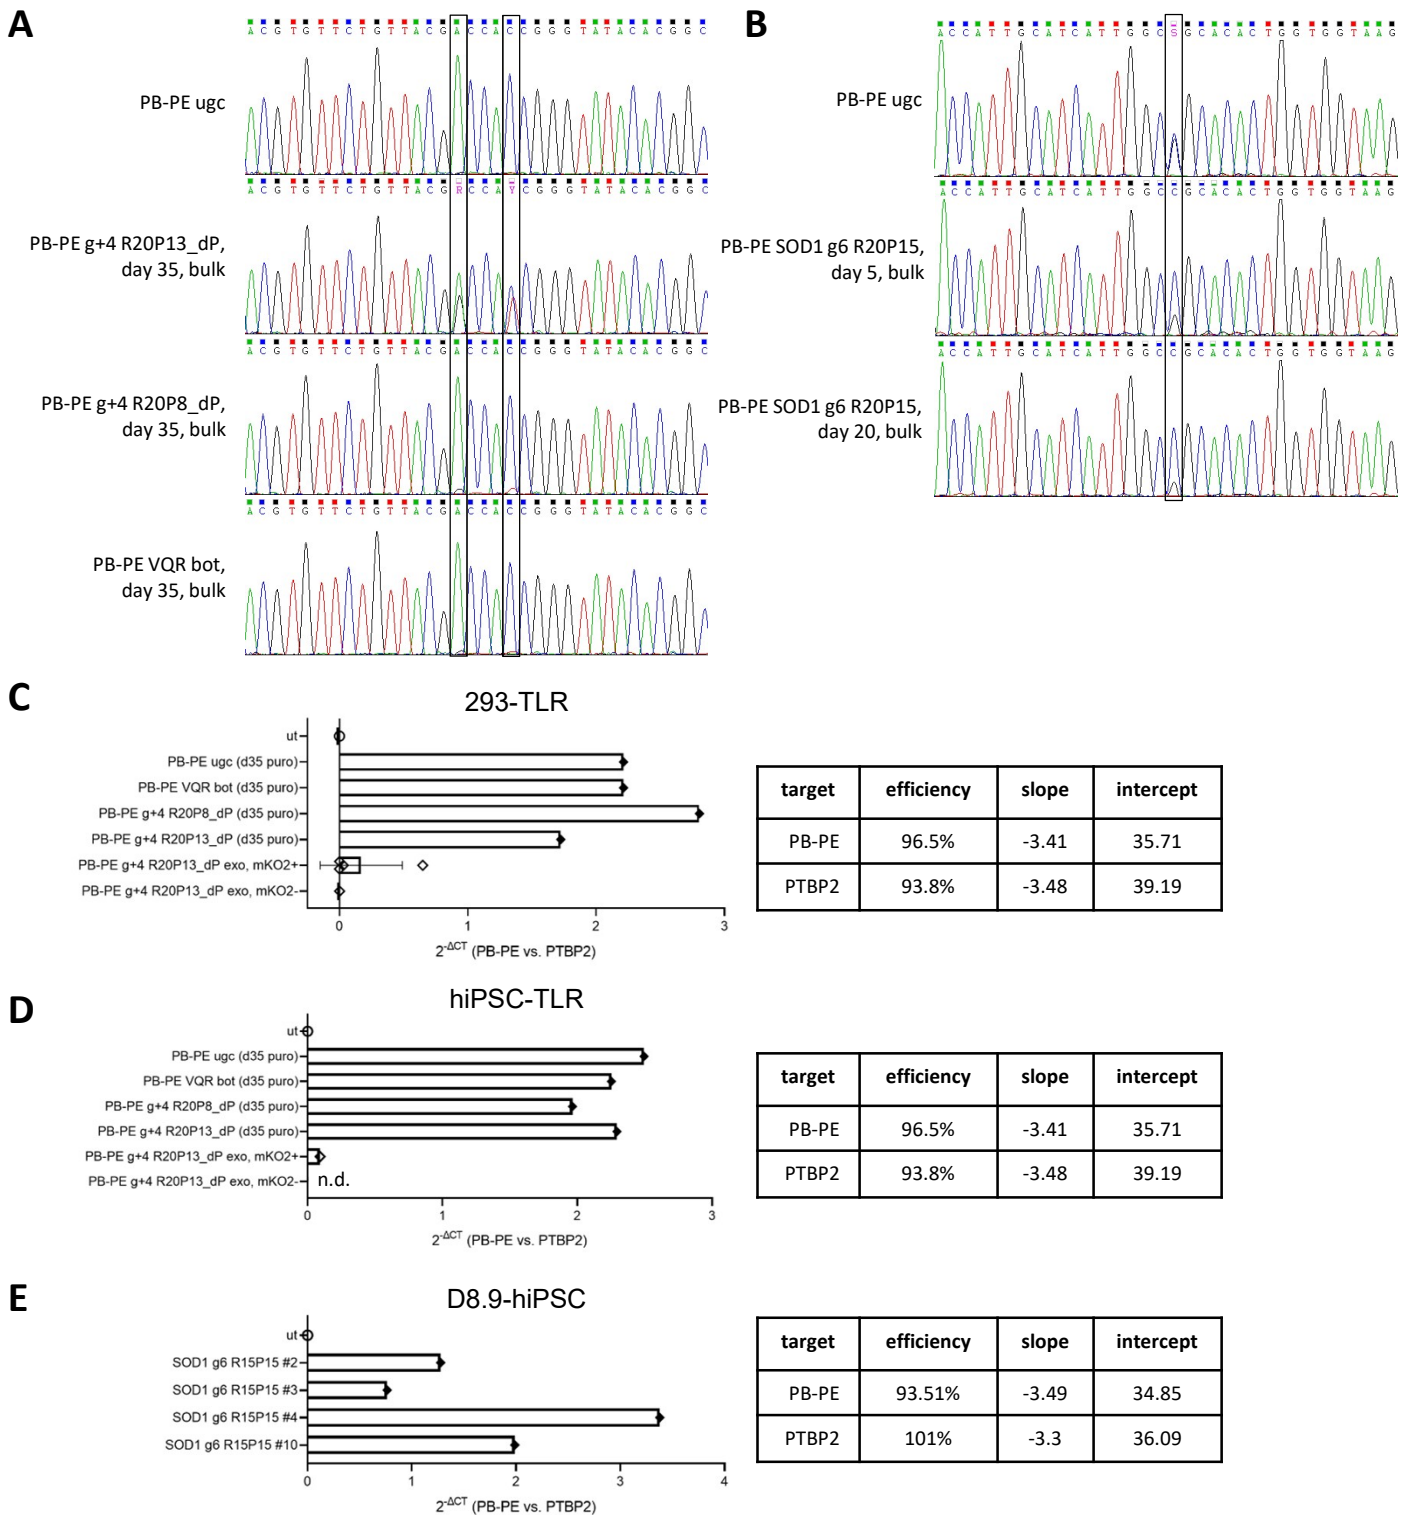 A
A C G T G T T C T G T T A C G A C C A C C G G G T A T A C A C G G C
PB-PE ugc
A C G T G T T C T G T T A C G R C C A Y C G G G T A T A C A C G G C
PB-PE g+4 R20P13_dP,
day 35, bulk
A C G T G T T C T G T T A C G A C C A C C G G G T A T A C A C G G C
PB-PE g+4 R20P8_dP,
day 35, bulk
A C G T G T T C T G T T A C G A C C A C C G G G T A T A C A C G G C
PB-PE VQR bot,
day 35, bulk
B
A C C A T T G C A T C A T T G G C S G C A C A C T G G T G G T A A G
PB-PE ugc
A C C A T T G C A T C A T T G G C C G C A C A C T G G T G G T A A G
PB-PE SOD1 g6 R20P15,
day 5, bulk
A C C A T T G C A T C A T T G G C C G C A C A C T G G T G G T A A G
PB-PE SOD1 g6 R20P15,
day 20, bulk
C
293-TLR
ut
PB-PE ugc (d35 puro)
PB-PE VQR bot (d35 puro)
PB-PE g+4 R20P8_dP (d35 puro)
PB-PE g+4 R20P13_dP (d35 puro)
PB-PE g+4 R20P13_dP exo, mKO2+
PB-PE g+4 R20P13_dP exo, mKO2-
0 1 2 3
2^-ΔCT (PB-PE vs. PTBP2)
target efficiency slope intercept
PB-PE 96.5% -3.41 35.71
PTBP2 93.8% -3.48 39.19
D
hiPSC-TLR
ut
PB-PE ugc (d35 puro)
PB-PE VQR bot (d35 puro)
PB-PE g+4 R20P8_dP (d35 puro)
PB-PE g+4 R20P13_dP (d35 puro)
PB-PE g+4 R20P13_dP exo, mKO2+
PB-PE g+4 R20P13_dP exo, mKO2- n.d.
0 1 2 3
2^-ΔCT (PB-PE vs. PTBP2)
target efficiency slope intercept
PB-PE 96.5% -3.41 35.71
PTBP2 93.8% -3.48 39.19
E
D8.9-hiPSC
ut
SOD1 g6 R15P15 #2
SOD1 g6 R15P15 #3
SOD1 g6 R15P15 #4
SOD1 g6 R15P15 #10
0 1 2 3 4
2^-ΔCT (PB-PE vs. PTBP2)
target efficiency slope intercept
PB-PE 93.51% -3.49 34.85
PTBP2 101% -3.3 36.09